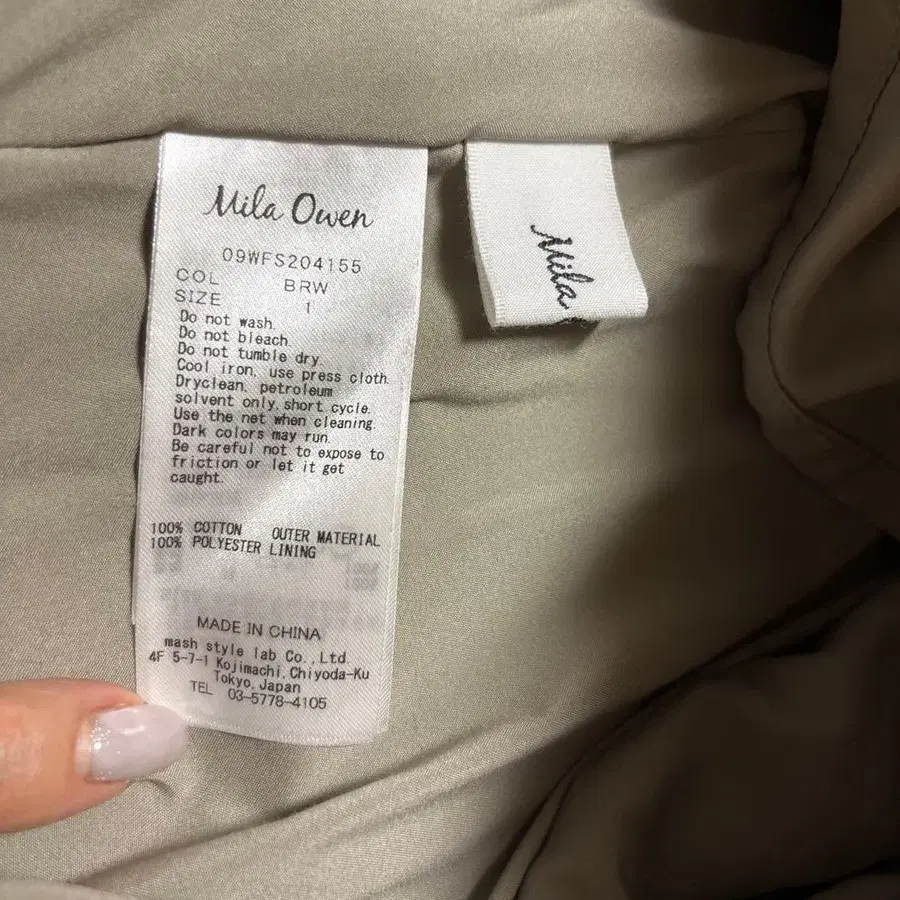 Mila Owen
09WFS204155
COL BRW
SIZE 1
Do not wash.
Do not bleach.
Do not tumble dry.
Cool iron, use press cloth.
Dryclean, petroleum
solvent only, short cycle.
Use the net when cleaning.
Dark colors may run.
Be careful not to expose to
friction or let it get
caught.
100% COTTON OUTER MATERIAL
100% POLYESTER LINING
MADE IN CHINA
mash style lab Co.,Ltd.
4F 5-7-1 Kojimachi,Chiyoda-Ku
Tokyo,Japan
TEL 03-5778-4105
Mila